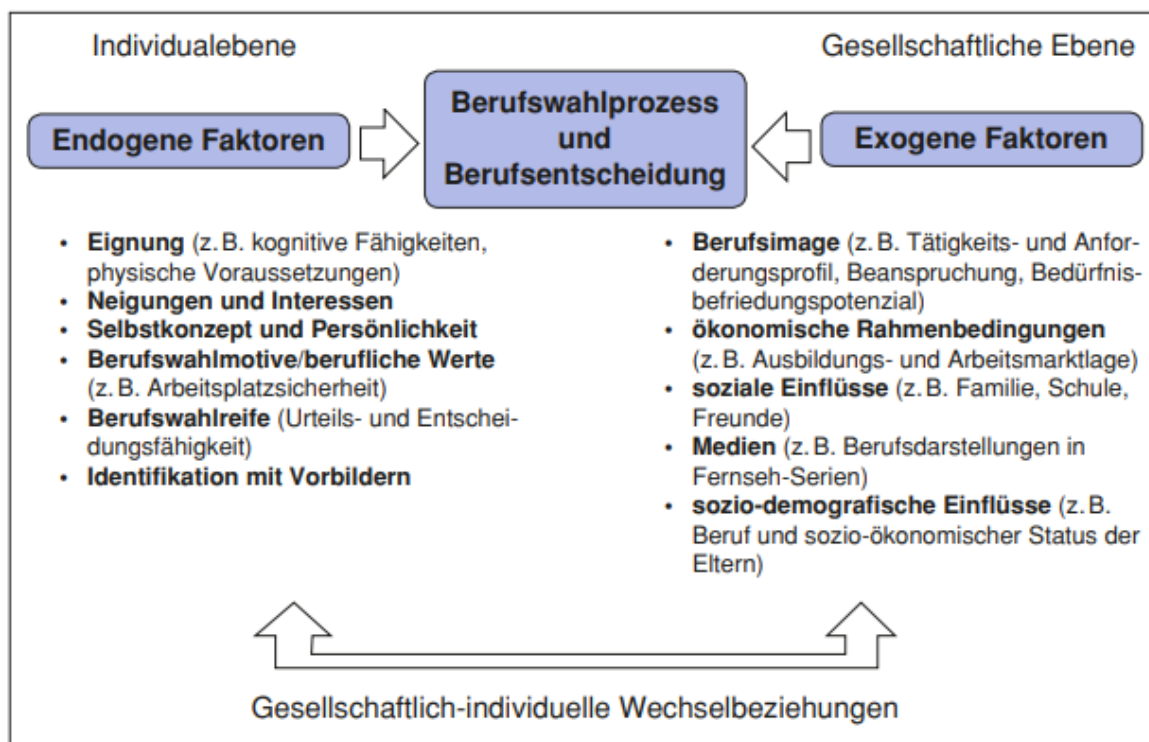 Individualebene
Gesellschaftliche Ebene
Berufswahlprozess
und
Berufsentscheidung
Endogene Faktoren
Exogene Faktoren
• Eignung (z. B. kognitive Fähigkeiten,
physische Voraussetzungen)
• Neigungen und Interessen
• Selbstkonzept und Persönlichkeit
• Berufswahlmotive/berufliche Werte
(z. B. Arbeitsplatzsicherheit)
• Berufswahlreife (Urteils- und Entschei-
dungsfähigkeit)
• Identifikation mit Vorbildern
• Berufsimage (z. B. Tätigkeits- und Anfor-
derungsprofil, Beanspruchung, Bedürfnis-
befriedungspotenzial)
• ökonomische Rahmenbedingungen
(z. B. Ausbildungs- und Arbeitsmarktlage)
• soziale Einflüsse (z. B. Familie, Schule,
Freunde)
• Medien (z. B. Berufsdarstellungen in
Fernseh-Serien)
• sozio-demografische Einflüsse (z. B.
Beruf und sozio-ökonomischer Status der
Eltern)
Gesellschaftlich-individuelle Wechselbeziehungen